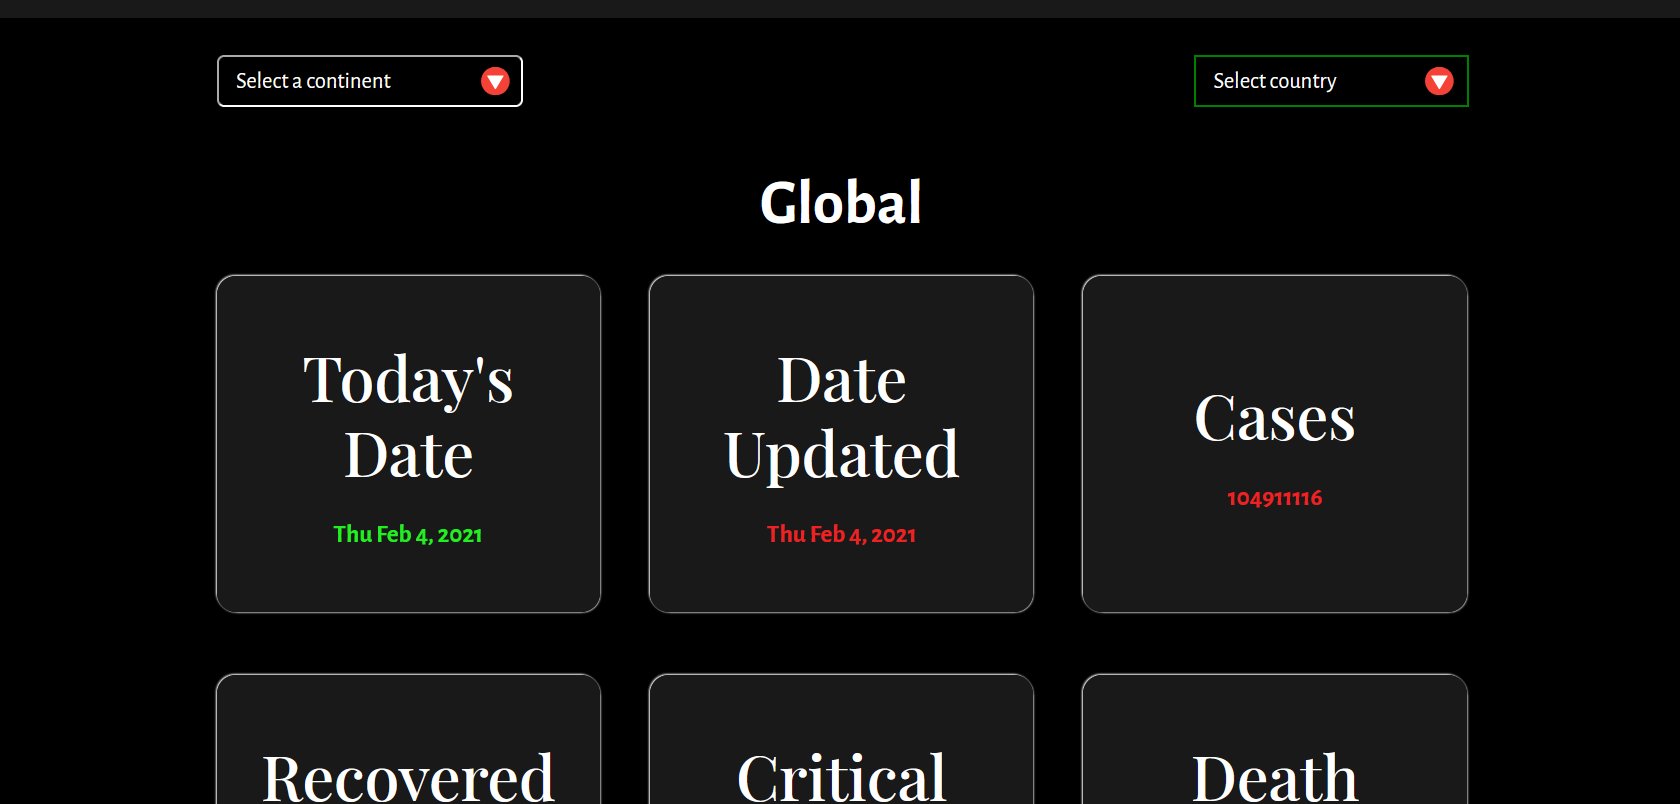 Select a continent
Select country
Global
Today's
Date
Thu Feb 4, 2021
Date
Updated
Thu Feb 4, 2021
Cases
104911116
Recovered
Critical
Death